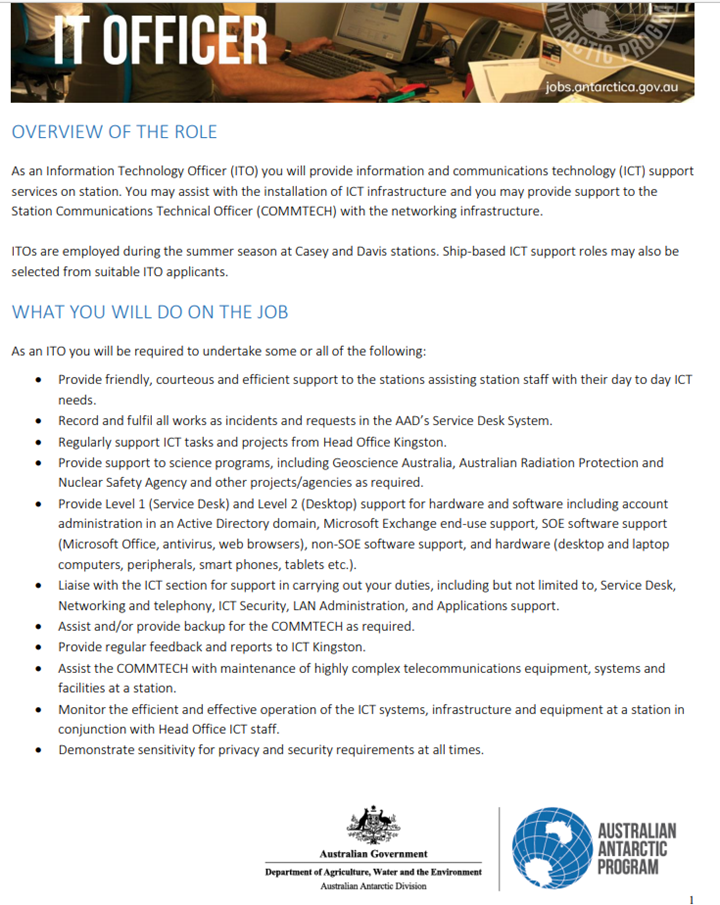 IT OFFICER
ANTARCTIC PROGRA
jobs.antarctica.gov.au
OVERVIEW OF THE ROLE
As an Information Technology Officer (ITO) you will provide information and communications technology (ICT) support
services on station. You may assist with the installation of ICT infrastructure and you may provide support to the
Station Communications Technical Officer (COMMTECH) with the networking infrastructure.
ITOs are employed during the summer season at Casey and Davis stations. Ship-based ICT support roles may also be
selected from suitable ITO applicants.
WHAT YOU WILL DO ON THE JOB
As an ITO you will be required to undertake some or all of the following:
• Provide friendly, courteous and efficient support to the stations assisting station staff with their day to day ICT
needs.
• Record and fulfil all works as incidents and requests in the AAD's Service Desk System.
• Regularly support ICT tasks and projects from Head Office Kingston.
• Provide support to science programs, including Geoscience Australia, Australian Radiation Protection and
Nuclear Safety Agency and other projects/agencies as required.
• Provide Level 1 (Service Desk) and Level 2 (Desktop) support for hardware and software including account
administration in an Active Directory domain, Microsoft Exchange end-use support, SOE software support
(Microsoft Office, antivirus, web browsers), non-SOE software support, and hardware (desktop and laptop
computers, peripherals, smart phones, tablets etc.).
• Liaise with the ICT section for support in carrying out your duties, including but not limited to, Service Desk,
Networking and telephony, ICT Security, LAN Administration, and Applications support.
• Assist and/or provide backup for the COMMTECH as required.
• Provide regular feedback and reports to ICT Kingston.
• Assist the COMMTECH with maintenance of highly complex telecommunications equipment, systems and
facilities at a station.
• Monitor the efficient and effective operation of the ICT systems, infrastructure and equipment at a station in
conjunction with Head Office ICT staff.
• Demonstrate sensitivity for privacy and security requirements at all times.
Australian Government
Department of Agriculture, Water and the Environment
Australian Antarctic Division
AUSTRALIAN
ANTARCTIC
PROGRAM
1